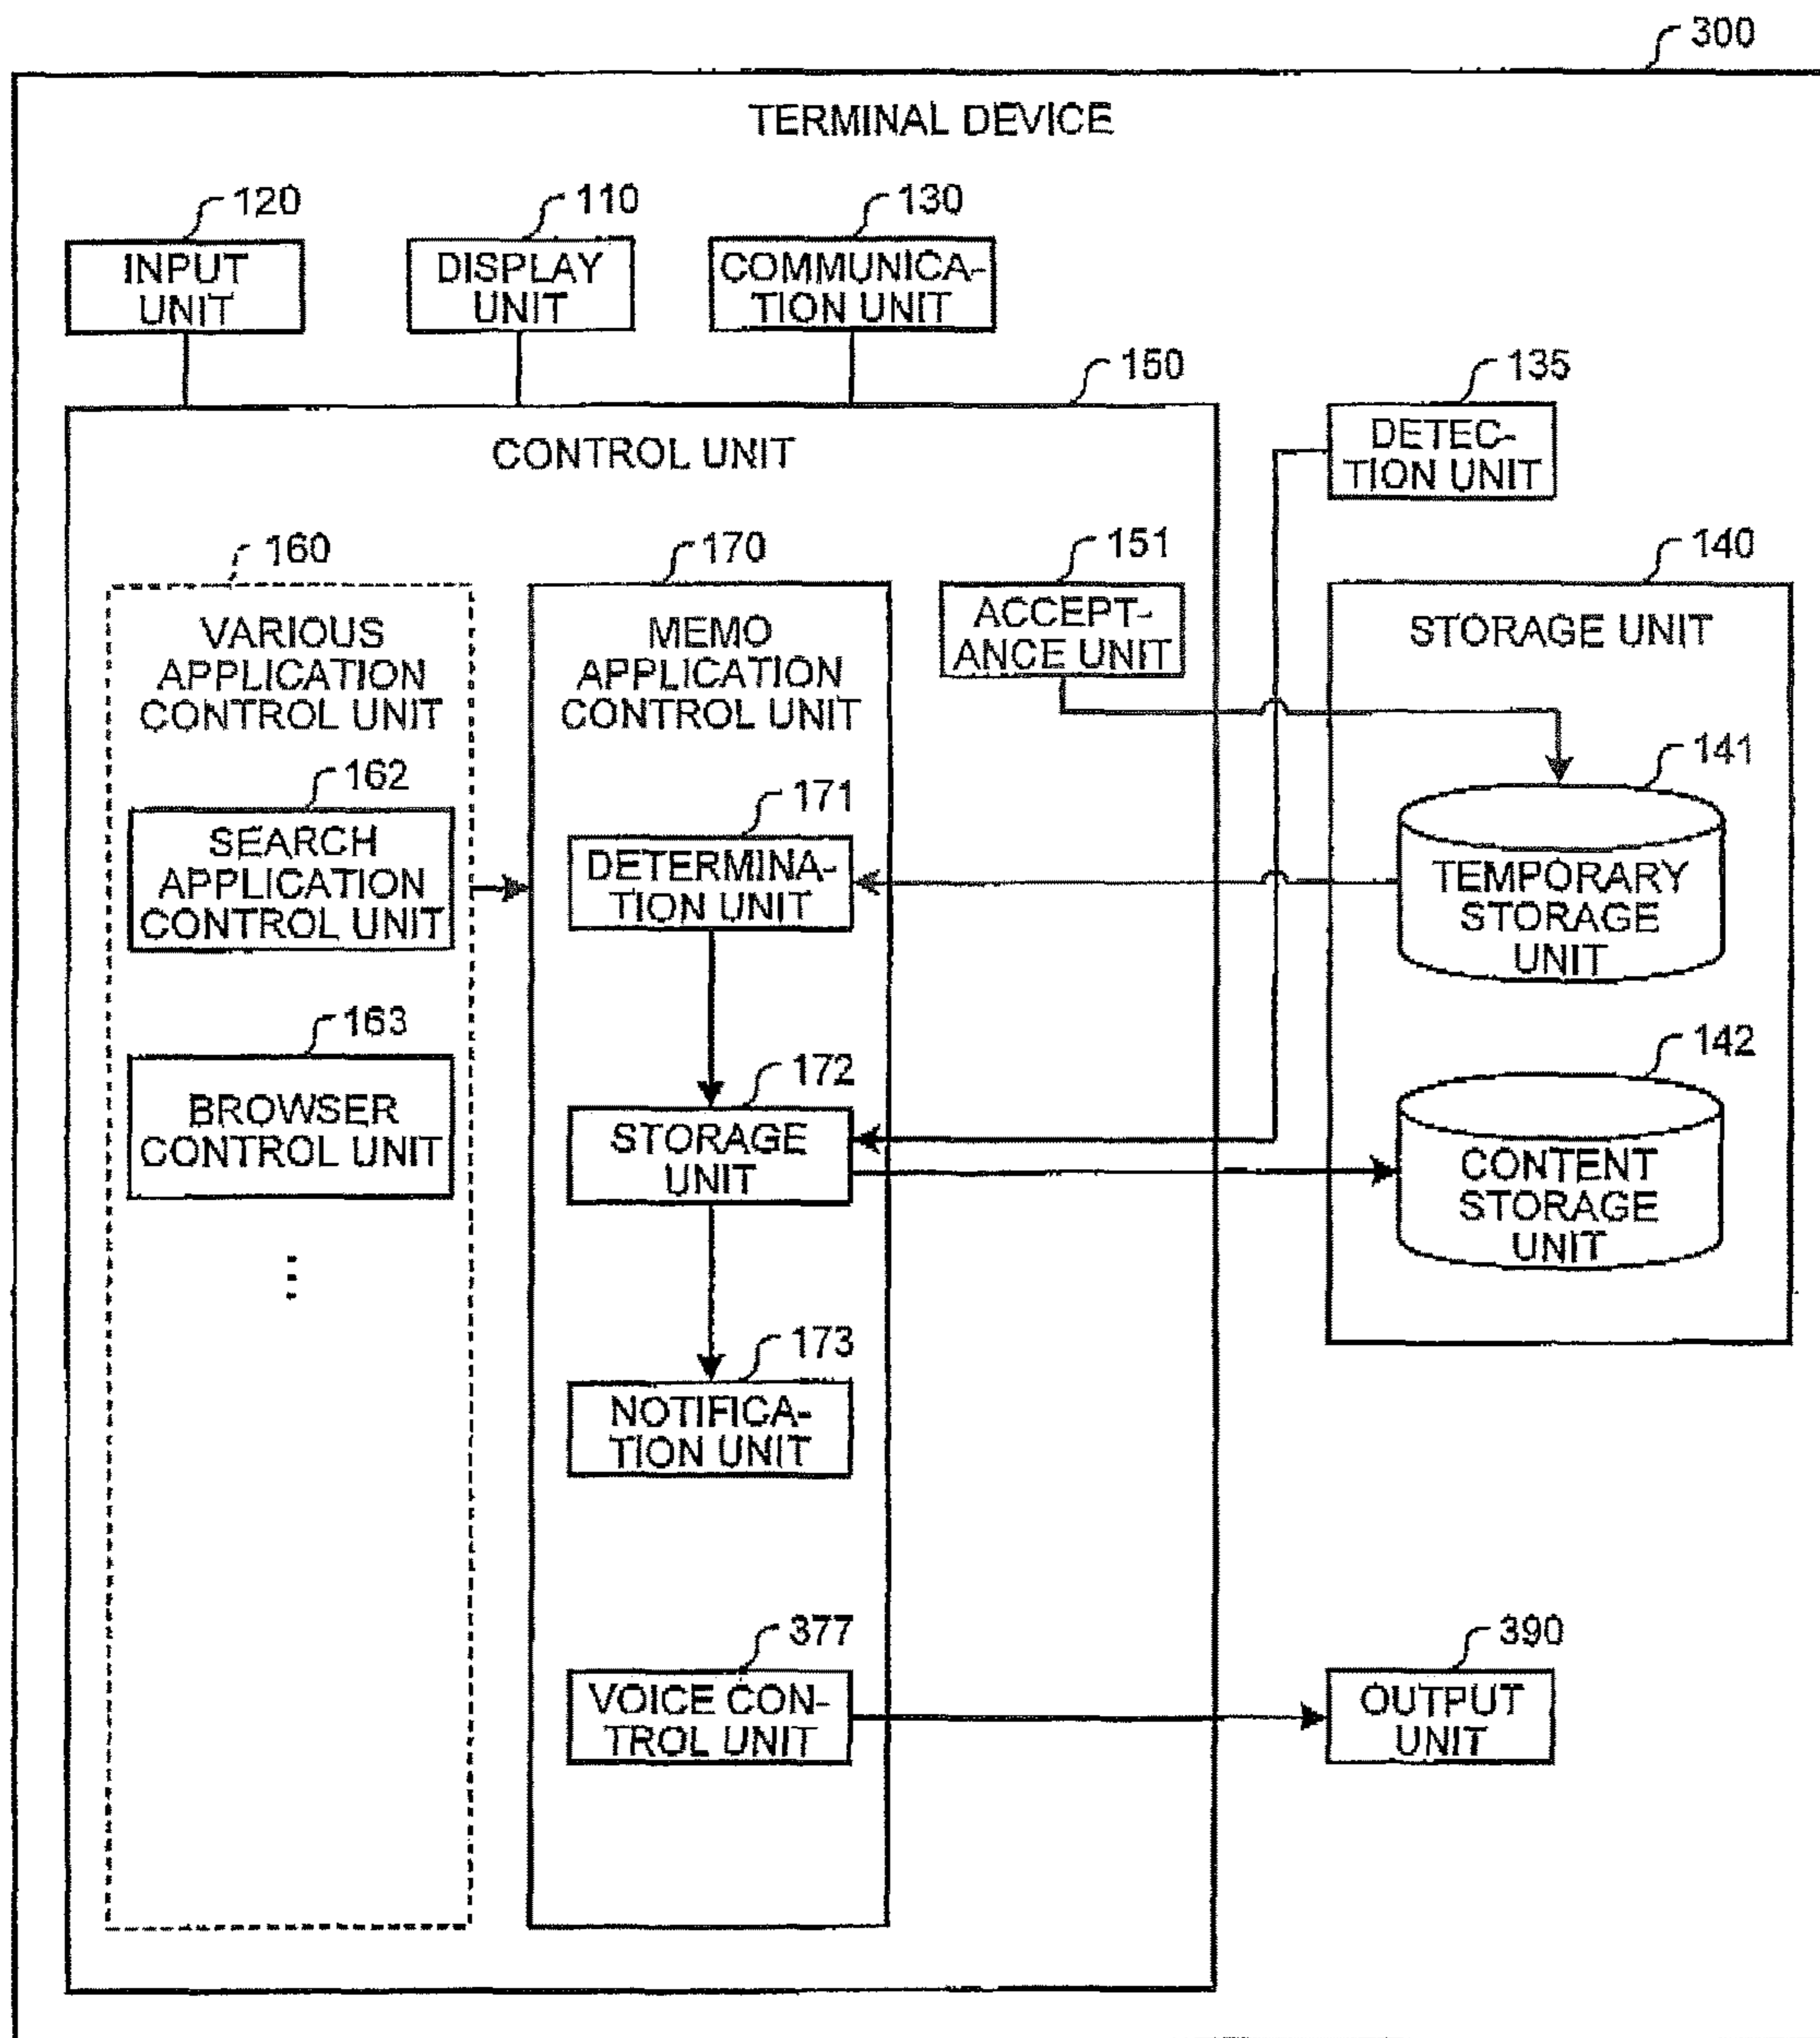 300
TERMINAL DEVICE
120
110
130
INPUT
UNIT
DISPLAY
UNIT
COMMUNICA-
TION UNIT
150
135
CONTROL UNIT
DETEC-
TION UNIT
160
170
151
140
VARIOUS
APPLICATION
CONTROL UNIT
MEMO
APPLICATION
CONTROL UNIT
ACCEPT-
ANCE UNIT
STORAGE UNIT
162
171
141
SEARCH
APPLICATION
CONTROL UNIT
DETERMINA-
TION UNIT
TEMPORARY
STORAGE
UNIT
163
172
142
BROWSER
CONTROL UNIT
STORAGE
UNIT
CONTENT
STORAGE
UNIT
⋮
173
NOTIFICA-
TION UNIT
377
390
VOICE CON-
TROL UNIT
OUTPUT
UNIT